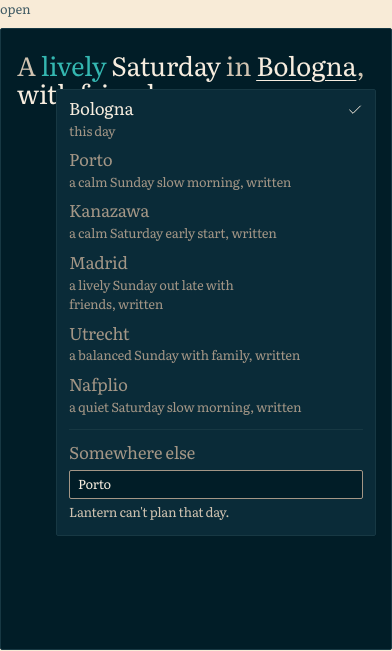 open
A lively Saturday in Bologna,
with friend
Bologna
this day
Porto
a calm Sunday slow morning, written
Kanazawa
a calm Saturday early start, written
Madrid
a lively Sunday out late with
friends, written
Utrecht
a balanced Sunday with family, written
Nafplio
a quiet Saturday slow morning, written
Somewhere else
Porto
Lantern can't plan that day.